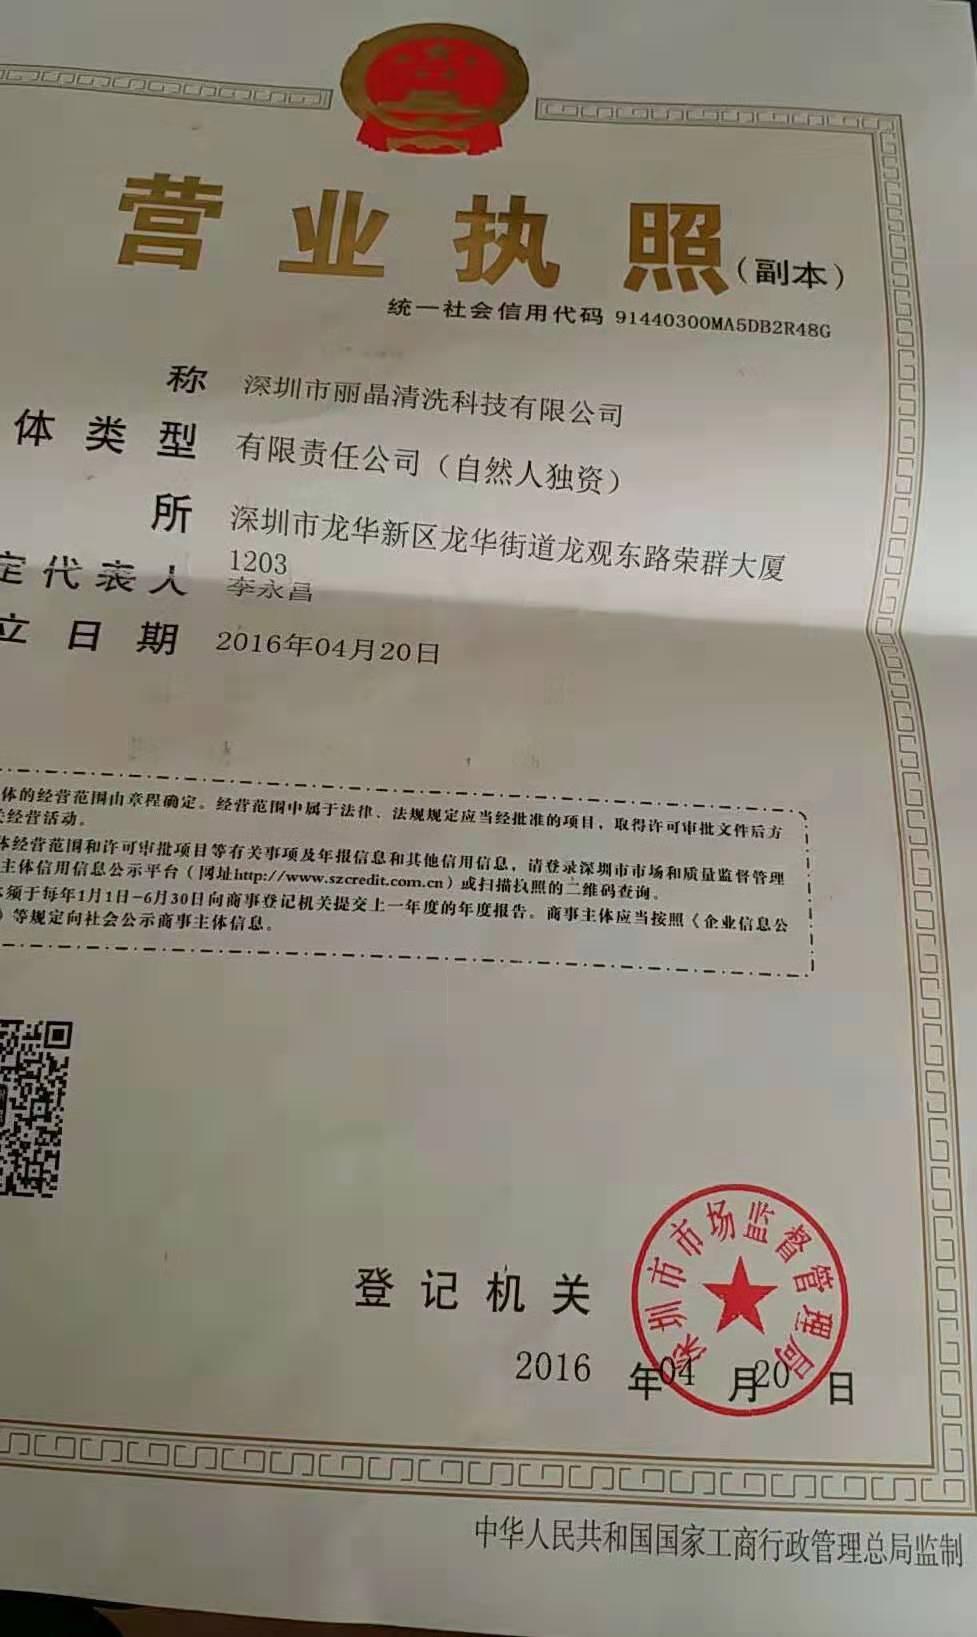 营业执照(副本)
统一社会信用代码 91440300MA5DB2R48G
称 深圳市丽晶清洗科技有限公司
体类型 有限责任公司（自然人独资）
所 深圳市龙华新区龙华街道龙观东路荣群大厦
1203
定代表人 李永昌
立日期 2016年04月20日
体的经营范围由章程确定。经营范围中属于法律、法规规定应当经批准的项目，取得许可审批文件后方
经营活动。
体经营范围和许可审批项目等有关事项及年报信息和其他信用信息，请登录深圳市市场和质量监督管理
主体信用信息公示平台（网址http://www.szcredit.com.cn）或扫描执照的二维码查询。
须于每年1月1日-6月30日向商事登记机关提交上一年度的年度报告。商事主体应当按照《企业信息公
》等规定向社会公示商事主体信息。
深圳市市场监督管理局
登记机关
2016 年04 月20 日
中华人民共和国国家工商行政管理总局监制